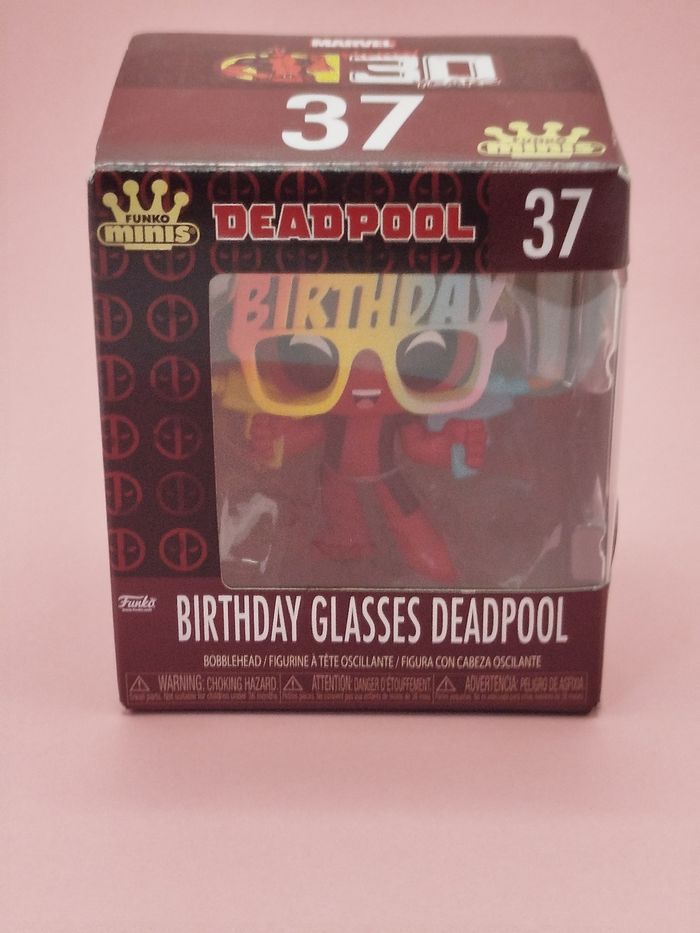 MARVEL
30
37
FUNKO
minis
DEADPOOL
37
BIRTHDAY
Funko
BIRTHDAY GLASSES DEADPOOL
BOBBLEHEAD / FIGURINE À TÊTE OSCILLANTE / FIGURA CON CABEZA OSCILANTE
WARNING: CHOKING HAZARD.
ATTENTION: DANGER D'ÉTOUFFEMENT.
ADVERTENCIA: PELIGRO DE ASFIXIA.